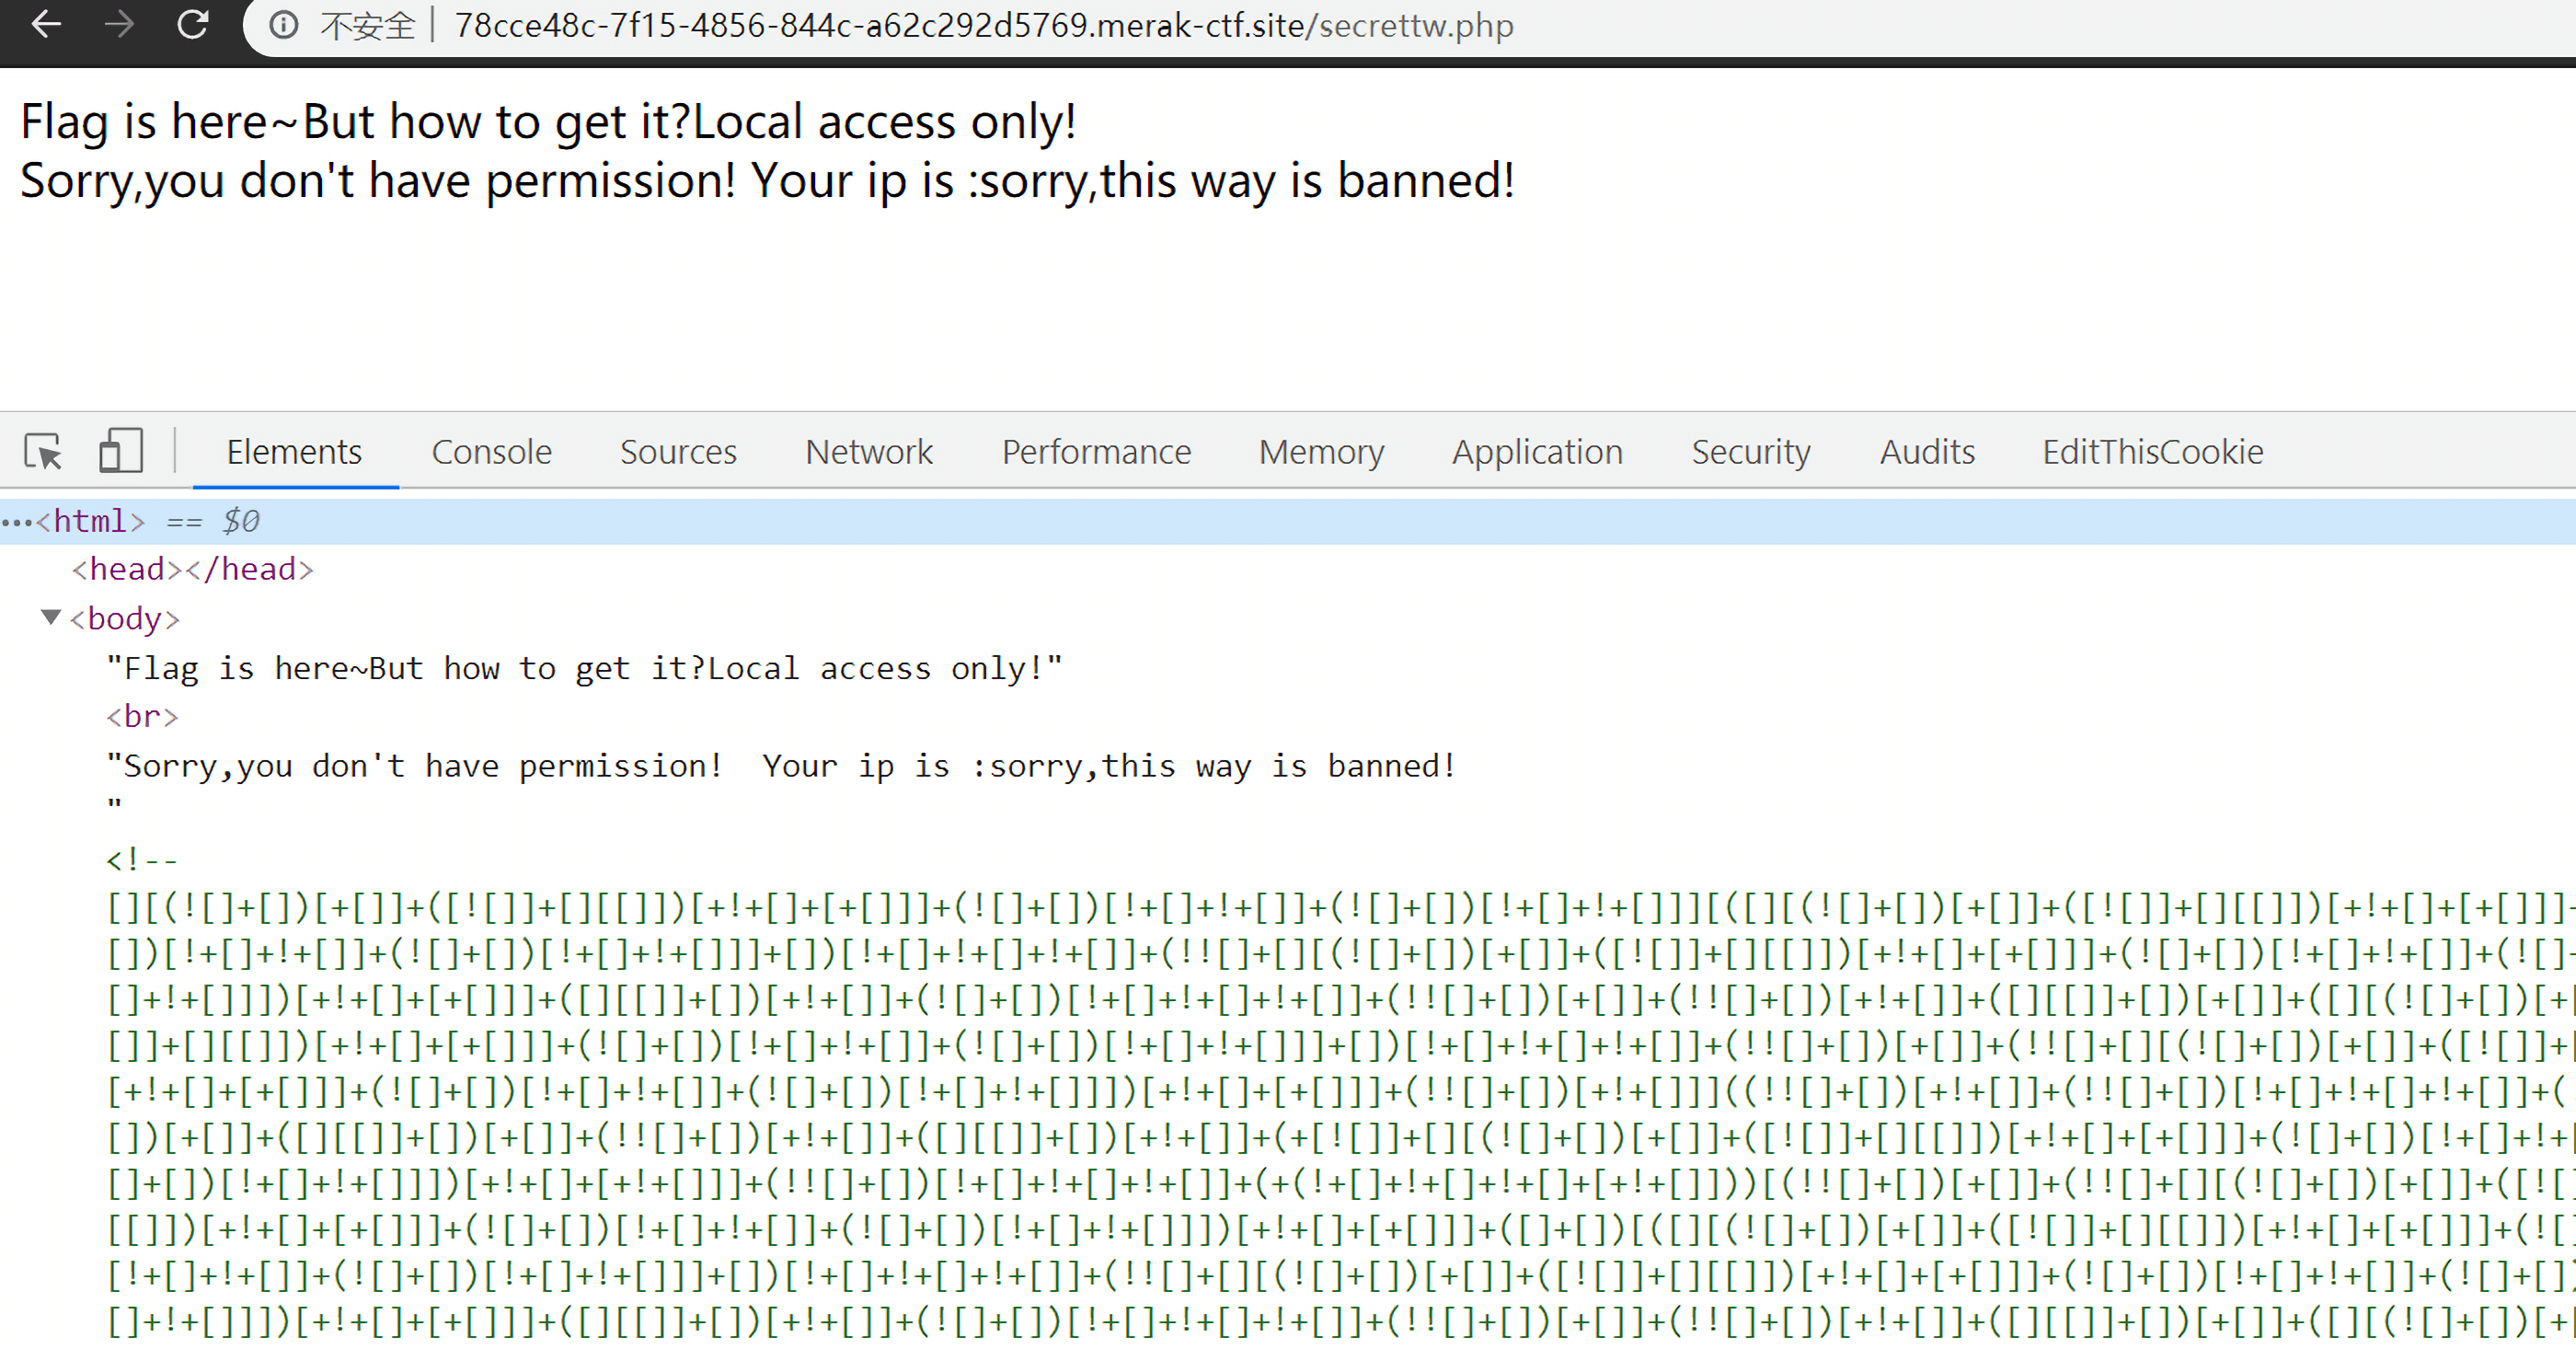 不安全 | 78cce48c-7f15-4856-844c-a62c292d5769.merak-ctf.site/secrettw.php
Flag is here~But how to get it?Local access only!
Sorry,you don't have permission! Your ip is :sorry,this way is banned!
Elements Console Sources Network Performance Memory Application Security Audits EditThisCookie
...<html> == $0
<head></head>
<body>
"Flag is here~But how to get it?Local access only!"
<br>
"Sorry,you don't have permission!  Your ip is :sorry,this way is banned!
"
<!--
[][(![]+[])[+[]]+([![]]+[][[]])[+!+[]+[+[]]]+(![]+[])[!+[]+!+[]]+(![]+[])[!+[]+!+[]]][([][(![]+[])[+[]]+([![]]+[][[]])[+!+[]+[+[]]]+
[])[!+[]+!+[]]+(![]+[])[!+[]+!+[]]]+[])[!+[]+!+[]+!+[]]+(!![]+[][(![]+[])[+[]]+([![]]+[][[]])[+!+[]+[+[]]]+(![]+[])[!+[]+!+[]]+(![]+
[]+!+[]]])[+!+[]+[+[]]]+([][[]]+[])[+!+[]]+(![]+[])[!+[]+!+[]+!+[]]+(!![]+[])[+[]]+(!![]+[])[+!+[]]+([][[]]+[])[+[]]+([][(![]+[])[+[
[]]+[][[]])[+!+[]+[+[]]]+(![]+[])[!+[]+!+[]]+(![]+[])[!+[]+!+[]]]+[])[!+[]+!+[]+!+[]]+(!![]+[])[+[]]+(!![]+[][(![]+[])[+[]]+([![]]+[
[+!+[]+[+[]]]+(![]+[])[!+[]+!+[]]+(![]+[])[!+[]+!+[]]])[+!+[]+[+[]]]+(!![]+[])[+!+[]]]((!![]+[])[+!+[]]+(!![]+[])[!+[]+!+[]+!+[]]+(
[])[+[]]+([][[]]+[])[+[]]+(!![]+[])[+!+[]]+([][[]]+[])[+!+[]]+(+[![]]+[][(![]+[])[+[]]+([![]]+[][[]])[+!+[]+[+[]]]+(![]+[])[!+[]+!+[
[]+[])[!+[]+!+[]]])[+!+[]+[+!+[]]]+(!![]+[])[!+[]+!+[]+!+[]]+(+(!+[]+!+[]+!+[]+[+!+[]]))[(!![]+[])[+[]]+(!![]+[][(![]+[])[+[]]+([![]
[[]])[+!+[]+[+[]]]+(![]+[])[!+[]+!+[]]+(![]+[])[!+[]+!+[]]])[+!+[]+[+[]]]+([]+[])[([][(![]+[])[+[]]+([![]]+[][[]])[+!+[]+[+[]]]+(![]
[!+[]+!+[]]+(![]+[])[!+[]+!+[]]]+[])[!+[]+!+[]+!+[]]+(!![]+[][(![]+[])[+[]]+([![]]+[][[]])[+!+[]+[+[]]]+(![]+[])[!+[]+!+[]]+(![]+[])
[]+!+[]]])[+!+[]+[+[]]]+([][[]]+[])[+!+[]]+(![]+[])[!+[]+!+[]+!+[]]+(!![]+[])[+[]]+(!![]+[])[+!+[]]+([][[]]+[])[+[]]+([][(![]+[])[+[